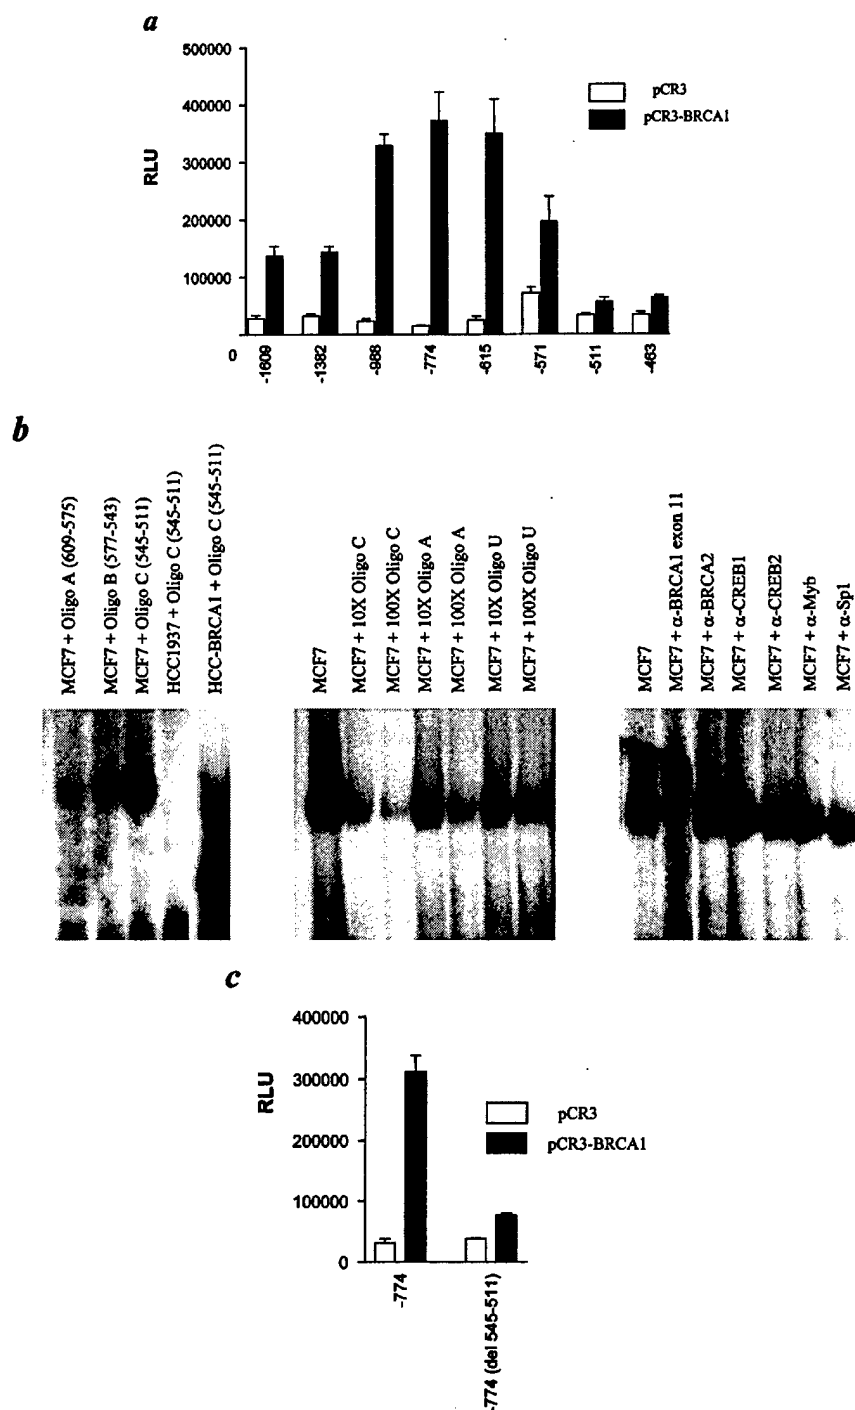 a
500000
400000
300000
200000
100000
0
RLU
pCR3
pCR3-BRCA1
-1609
-1382
-988
-774
-615
-571
-511
-463
b
MCF7 + Oligo A (609-575)
MCF7 + Oligo B (577-543)
MCF7 + Oligo C (545-511)
HCC1937 + Oligo C (545-511)
HCC-BRCA1 + Oligo C (545-511)
MCF7
MCF7 + 10X Oligo C
MCF7 + 100X Oligo C
MCF7 + 10X Oligo A
MCF7 + 100X Oligo A
MCF7 + 10X Oligo U
MCF7 + 100X Oligo U
MCF7
MCF7 + α-BRCA1 exon 11
MCF7 + α-BRCA2
MCF7 + α-CREB1
MCF7 + α-CREB2
MCF7 + α-Myb
MCF7 + α-Sp1
c
400000
300000
200000
100000
0
RLU
pCR3
pCR3-BRCA1
-774
-774 (del 545-511)